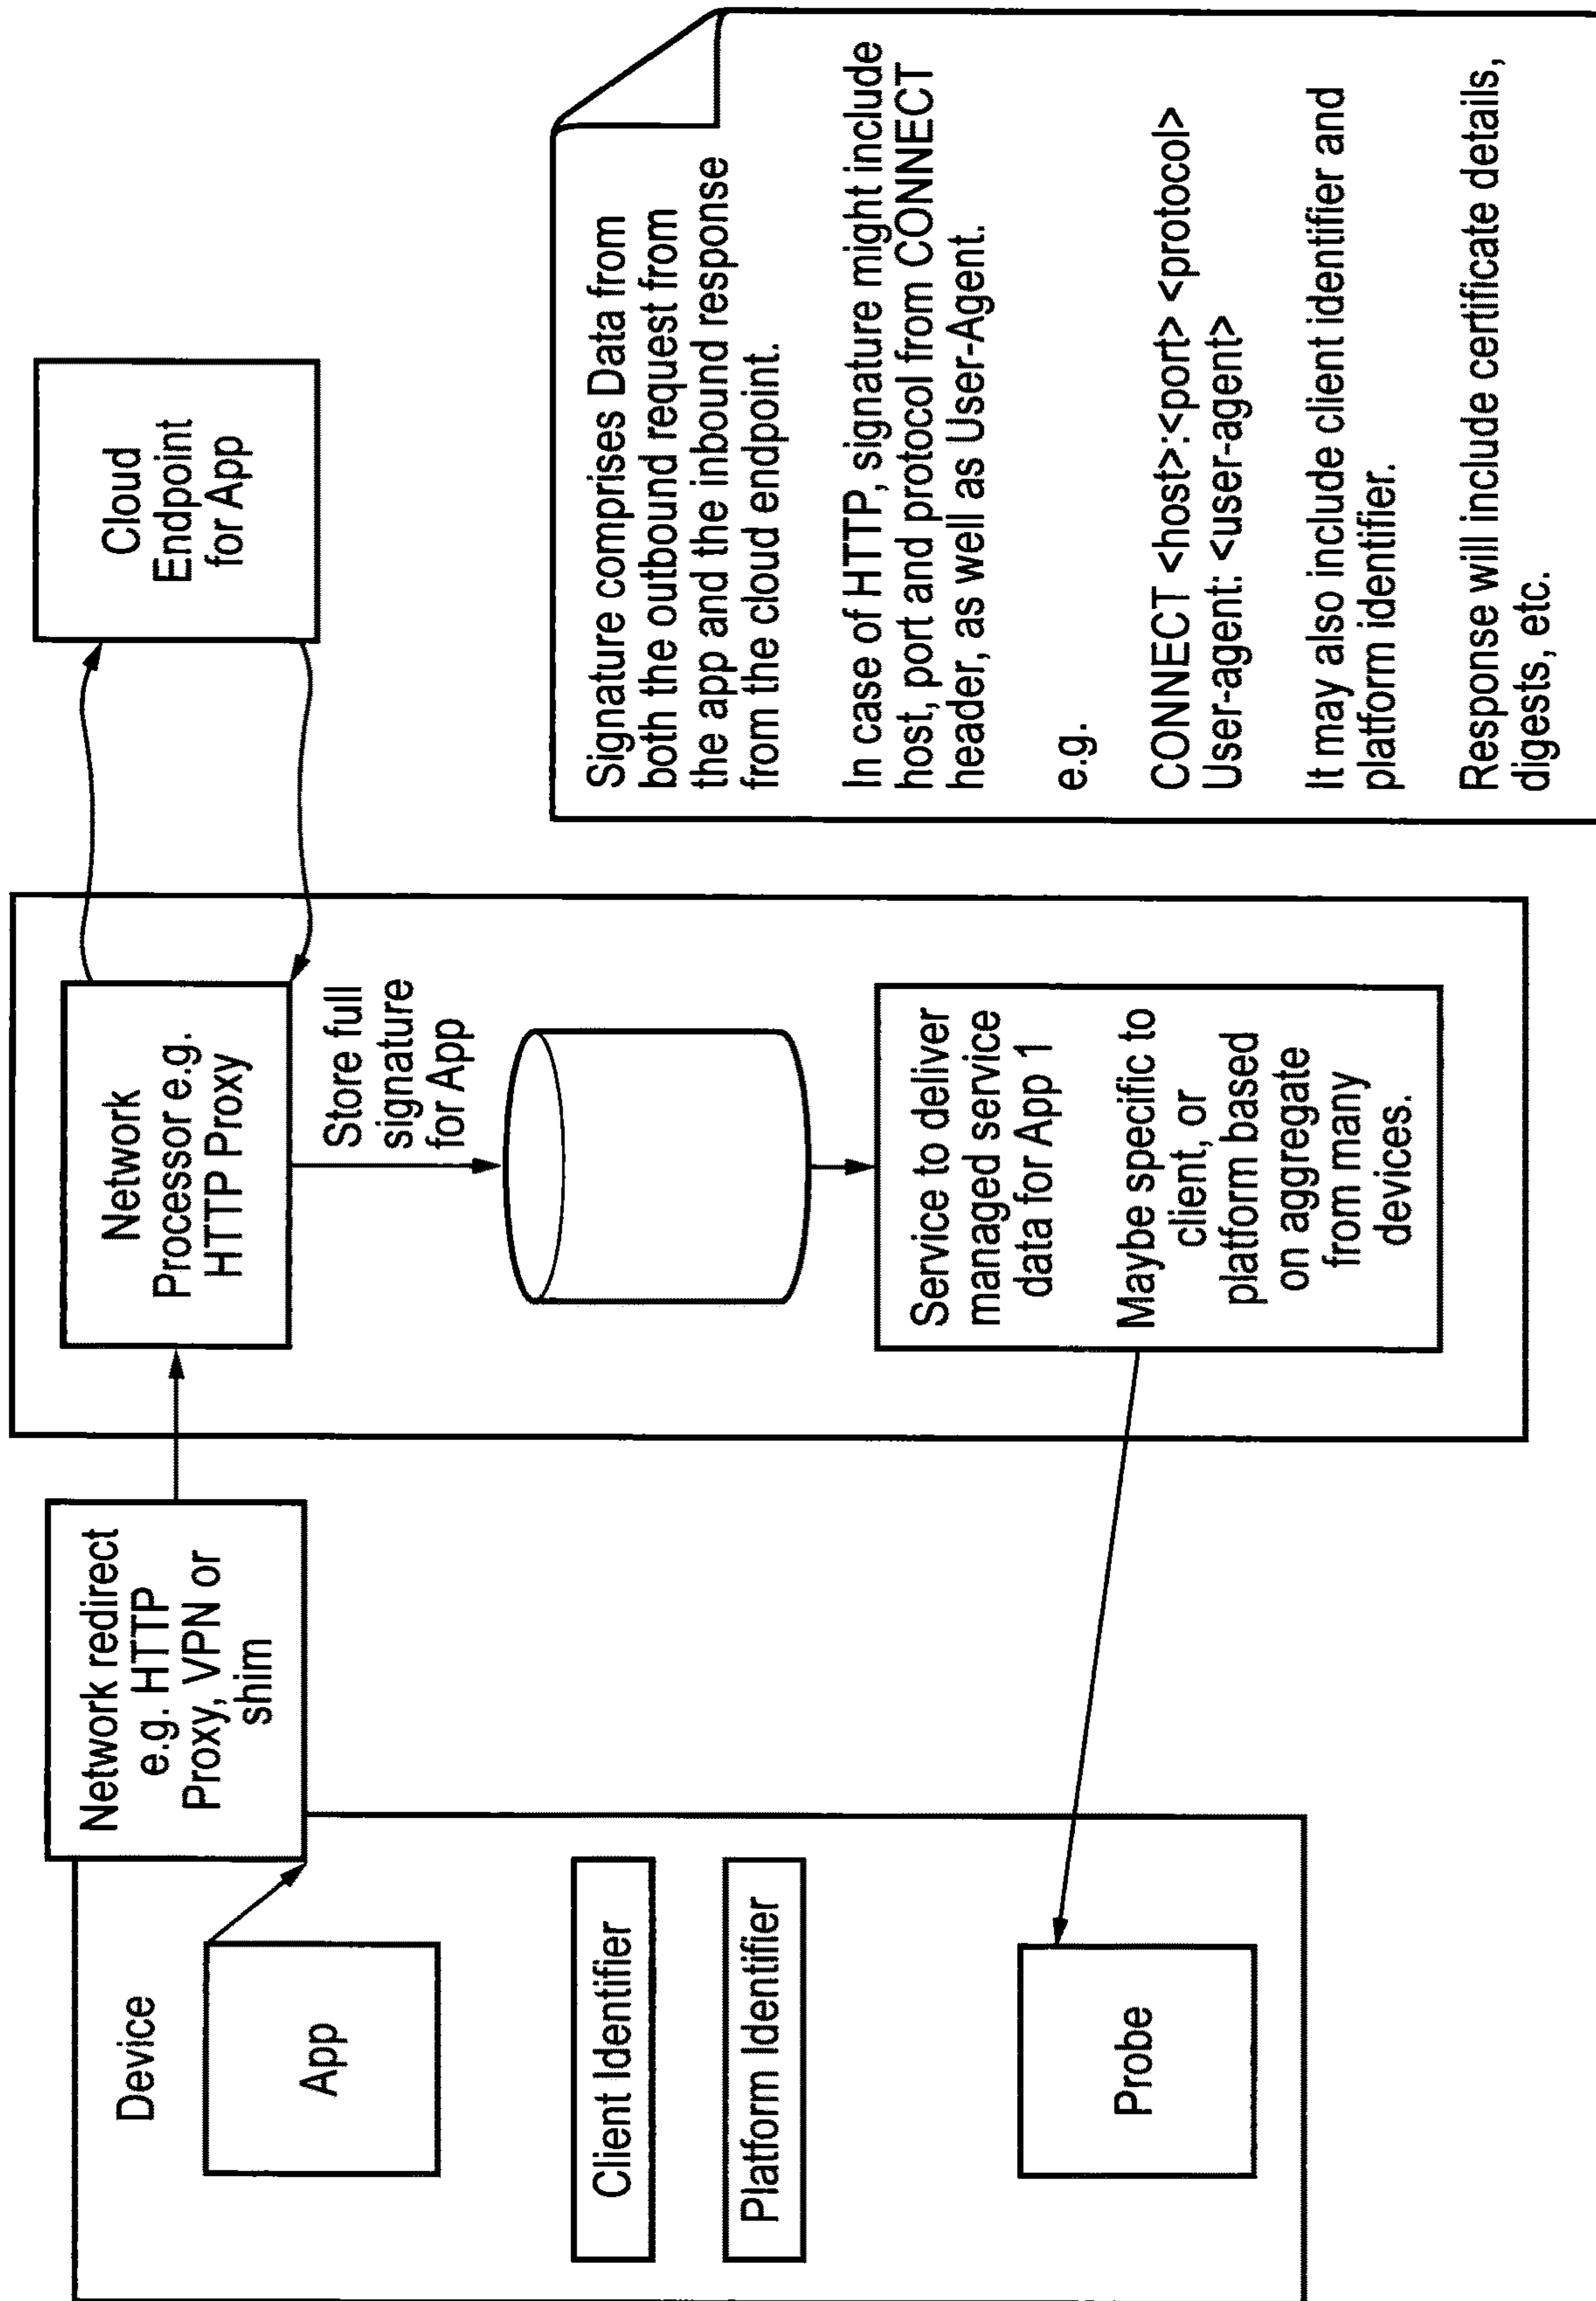 Device
App
Client Identifier
Platform Identifier
Probe
Network redirect
e.g. HTTP
Proxy, VPN or
shim
Network
Processor e.g.
HTTP Proxy
Store full
signature
for App
Service to deliver
managed service
data for App 1
Maybe specific to
client, or
platform based
on aggregate
from many
devices.
Cloud
Endpoint
for App
Signature comprises Data from
both the outbound request from
the app and the inbound response
from the cloud endpoint.
In case of HTTP, signature might include
host, port and protocol from CONNECT
header, as well as User-Agent.
e.g.
CONNECT <host>:<port> <protocol>
User-agent: <user-agent>
It may also include client identifier and
platform identifier.
Response will include certificate details,
digests, etc.